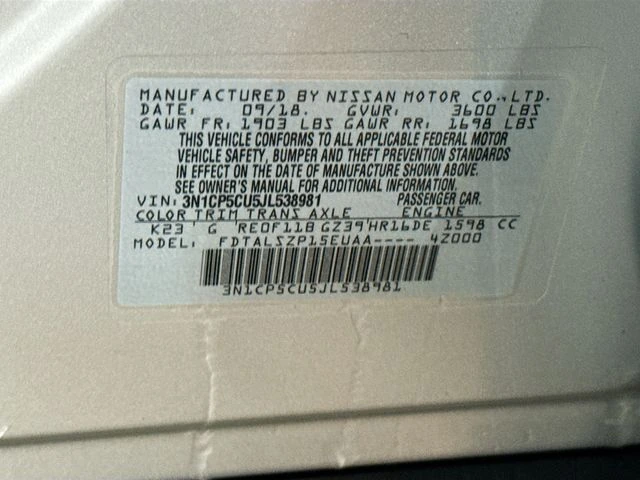 MANUFACTURED BY NISSAN MOTOR CO., LTD.
DATE: 09/18. GVWR: 3600 LBS
GAWR FR: 1903 LBS GAWR RR: 1698 LBS
THIS VEHICLE CONFORMS TO ALL APPLICABLE FEDERAL MOTOR
VEHICLE SAFETY, BUMPER AND THEFT PREVENTION STANDARDS
IN EFFECT ON THE DATE OF MANUFACTURE SHOWN ABOVE.
SEE OWNER'S MANUAL FOR ADDITIONAL INFORMATION.
VIN: 3N1CP5CU5JL538981 PASSENGER CAR.
COLOR TRIM TRANS AXLE ENGINE
K23 G RE0F11B GZ39 HR16DE 1598 CC
MODEL: FDTALSZP15EUAA---- 4Z000
3N1CP5CU5JL538981